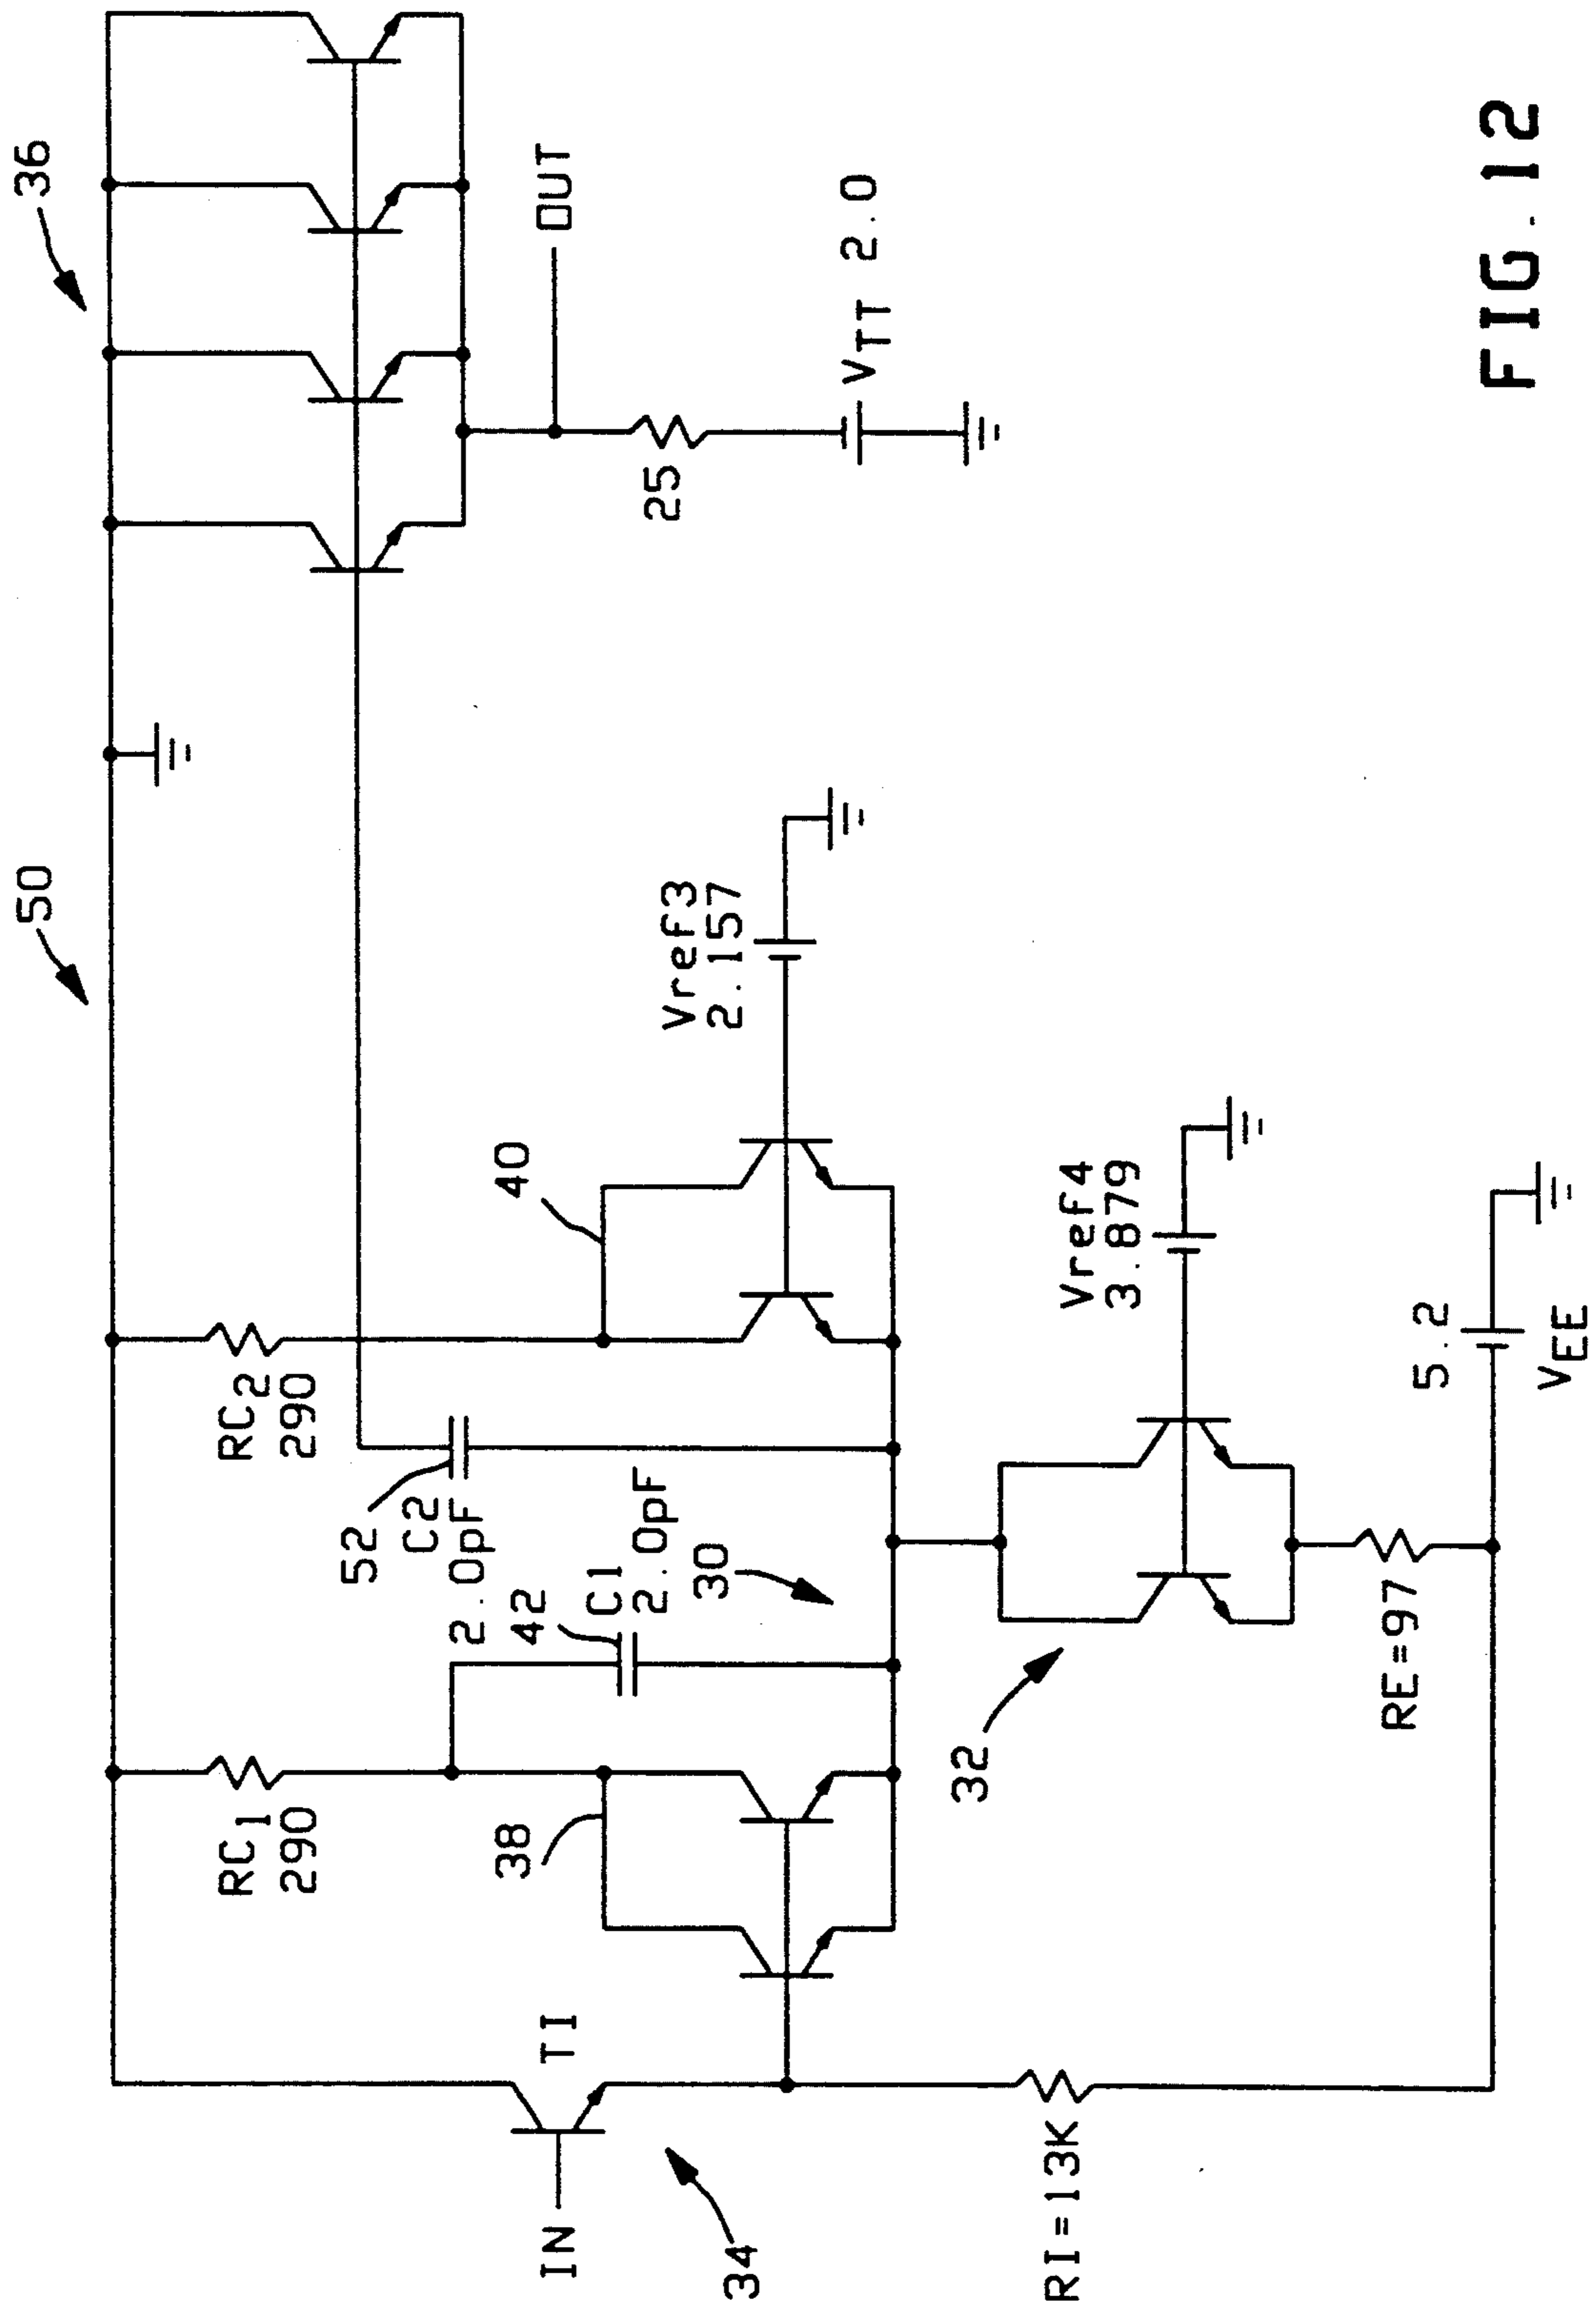 50
36
RC1
290
RC2
290
52
C2
2.0pF
42
C1
2.0pF
30
38
40
TI
IN
34
RI=13K
32
RE=97
Vref3
2.157
Vref4
3.879
5.2
VEE
OUT
25
VTT 2.0
FIG. 12